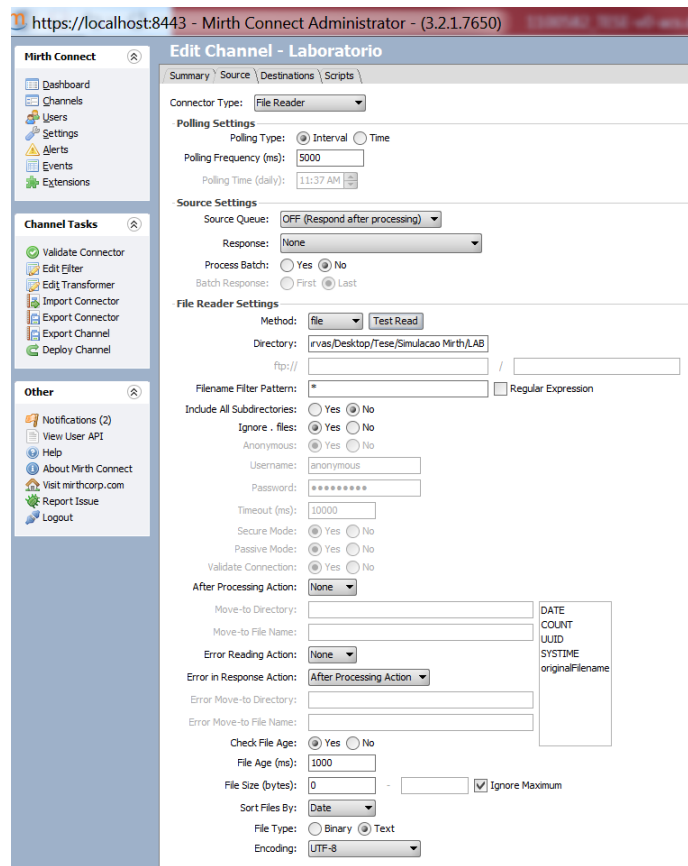 https://localhost:8443 - Mirth Connect Administrator - (3.2.1.7650)
Mirth Connect
Dashboard
Channels
Users
Settings
Alerts
Events
Extensions
Channel Tasks
Validate Connector
Edit Filter
Edit Transformer
Import Connector
Export Connector
Export Channel
Deploy Channel
Other
Notifications (2)
View User API
Help
About Mirth Connect
Visit mirthcorp.com
Report Issue
Logout
Edit Channel - Laboratorio
Summary Source Destinations Scripts
Connector Type: File Reader
Polling Settings
Polling Type: Interval Time
Polling Frequency (ms): 5000
Polling Time (daily): 11:37 AM
Source Settings
Source Queue: OFF (Respond after processing)
Response: None
Process Batch: Yes No
Batch Response: First Last
File Reader Settings
Method: file Test Read
Directory: rvas/Desktop/Tese/Simulacao Mirth/LAB
ftp:// /
Filename Filter Pattern: * Regular Expression
Include All Subdirectories: Yes No
Ignore . files: Yes No
Anonymous: Yes No
Username: anonymous
Password: •••••••••
Timeout (ms): 10000
Secure Mode: Yes No
Passive Mode: Yes No
Validate Connection: Yes No
After Processing Action: None
Move-to Directory:
Move-to File Name:
DATE
COUNT
UUID
SYSTIME
originalFilename
Error Reading Action: None
Error in Response Action: After Processing Action
Error Move-to Directory:
Error Move-to File Name:
Check File Age: Yes No
File Age (ms): 1000
File Size (bytes): 0 - Ignore Maximum
Sort Files By: Date
File Type: Binary Text
Encoding: UTF-8